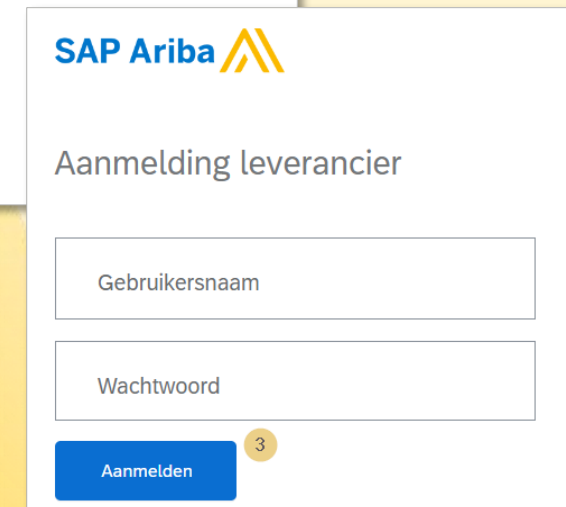 SAP Ariba
Aanmelding leverancier
Gebruikersnaam
Wachtwoord
3
Aanmelden